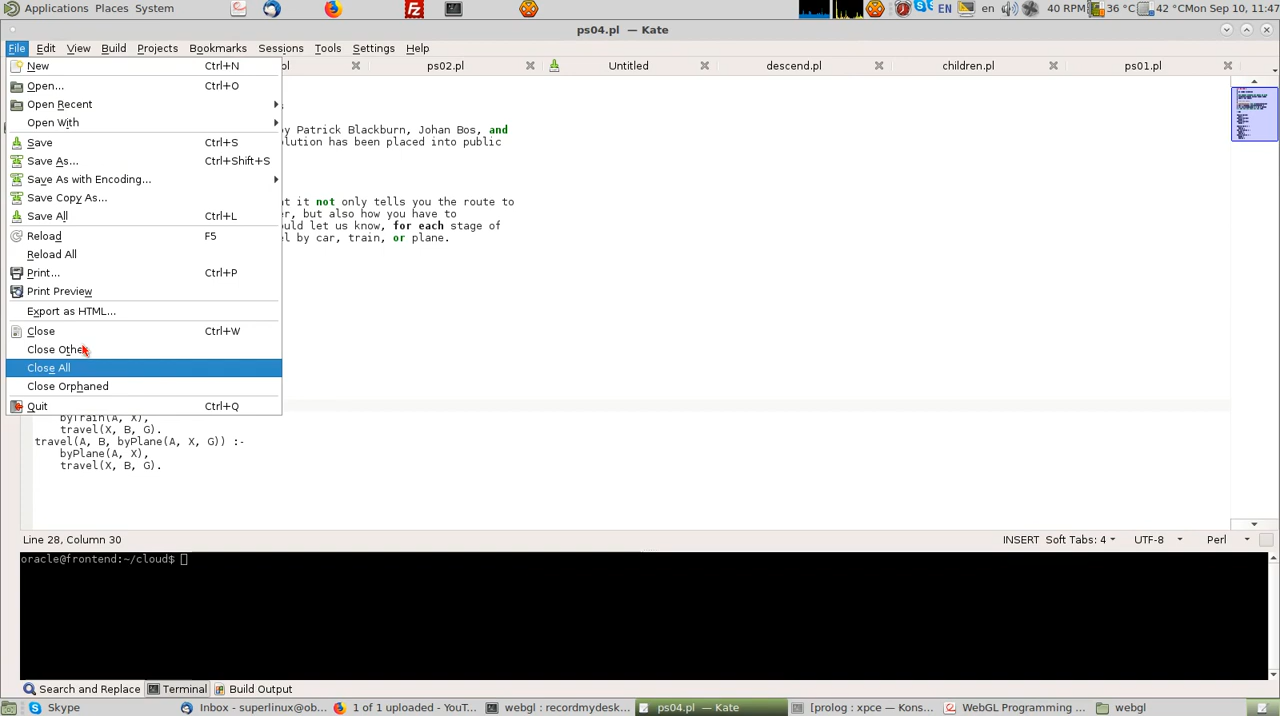 Applications Places System EN en 40 RPM 36 °C 42 °C Mon Sep 10, 11:47
ps04.pl — Kate
File Edit View Build Projects Bookmarks Sessions Tools Settings Help
New Ctrl+N
pl ps02.pl Untitled descend.pl children.pl ps01.pl
Open... Ctrl+O
Open Recent
s
Open With
y Patrick Blackburn, Johan Bos, and
Save Ctrl+S
olution has been placed into public
Save As... Ctrl+Shift+S
Save As with Encoding...
Save Copy As...
t it not only tells you the route to
Save All Ctrl+L
er, but also how you have to
uld let us know, for each stage of
Reload F5
el by car, train, or plane.
Reload All
Print... Ctrl+P
Print Preview
Export as HTML...
Close Ctrl+W
Close Othe
Close All
Close Orphaned
Quit Ctrl+Q
byTrain(A, X),
travel(X, B, G).
travel(A, B, byPlane(A, X, G)) :-
byPlane(A, X),
travel(X, B, G).
Line 28, Column 30 INSERT Soft Tabs: 4 UTF-8 Perl
oracle@frontend:~/cloud$
Search and Replace Terminal Build Output
Skype Inbox - superlinux@ob... 1 of 1 uploaded - YouT... webgl : recordmydesk... ps04.pl — Kate [prolog : xpce — Kons... WebGL Programming ... webgl